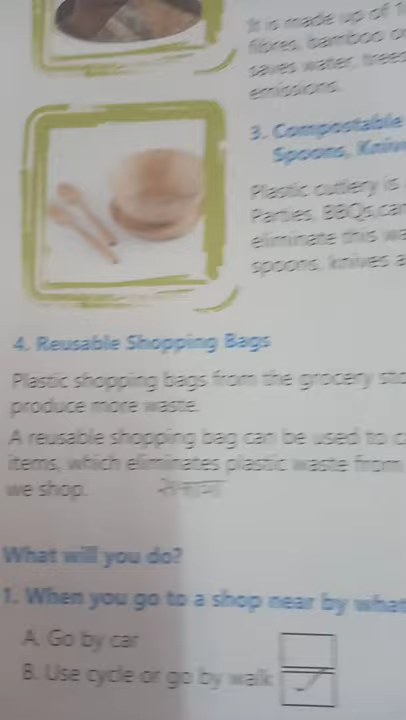 It is made up of
fibres, bamboo
saves water, trees
emissions.
3. Compostable
Spoons, Knive
Plastic cutlery is
Parties, BBQs,can
eliminate this wa
spoons, knives a
4. Reusable Shopping Bags
Plastic shopping bags from the grocery sto
produce more waste.
A reusable shopping bag can be used to c
items, which eliminates plastic waste from
we shop.
What will you do?
1. When you go to a shop near by what
A. Go by car
B. Use cycle or go by walk